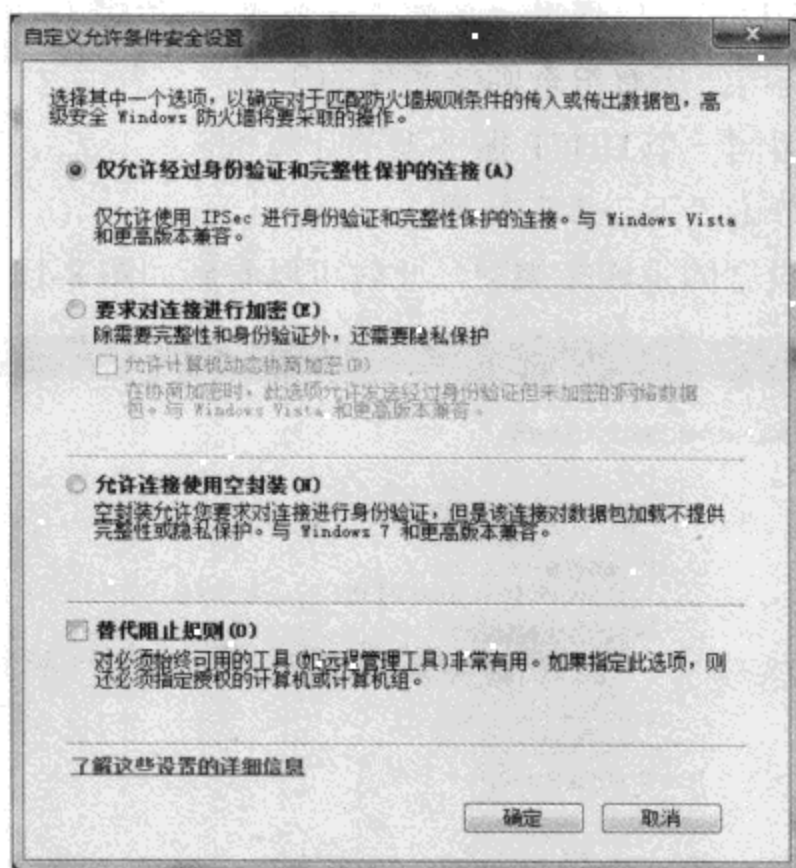 自定义允许条件安全设置
选择其中一个选项，以确定对于匹配防火墙规则条件的传入或传出数据包，高
级安全 Windows 防火墙将要采取的操作。
仅允许经过身份验证和完整性保护的连接(A)
仅允许使用 IPSec 进行身份验证和完整性保护的连接。与 Windows Vista
和更高版本兼容。
要求对连接进行加密(E)
除需要完整性和身份验证外，还需要隐私保护
允许计算机动态协商加密(D)
在协商加密时，此选项允许发送经过身份验证但未加密的网络数据
包。与 Windows Vista 和更高版本兼容。
允许连接使用空封装(N)
空封装允许您要求对连接进行身份验证，但是该连接对数据包加载不提供
完整性或隐私保护。与 Windows 7 和更高版本兼容。
替代阻止规则(O)
对必须始终可用的工具(如远程管理工具)非常有用。如果指定此选项，则
还必须指定授权的计算机或计算机组。
了解这些设置的详细信息
确定
取消